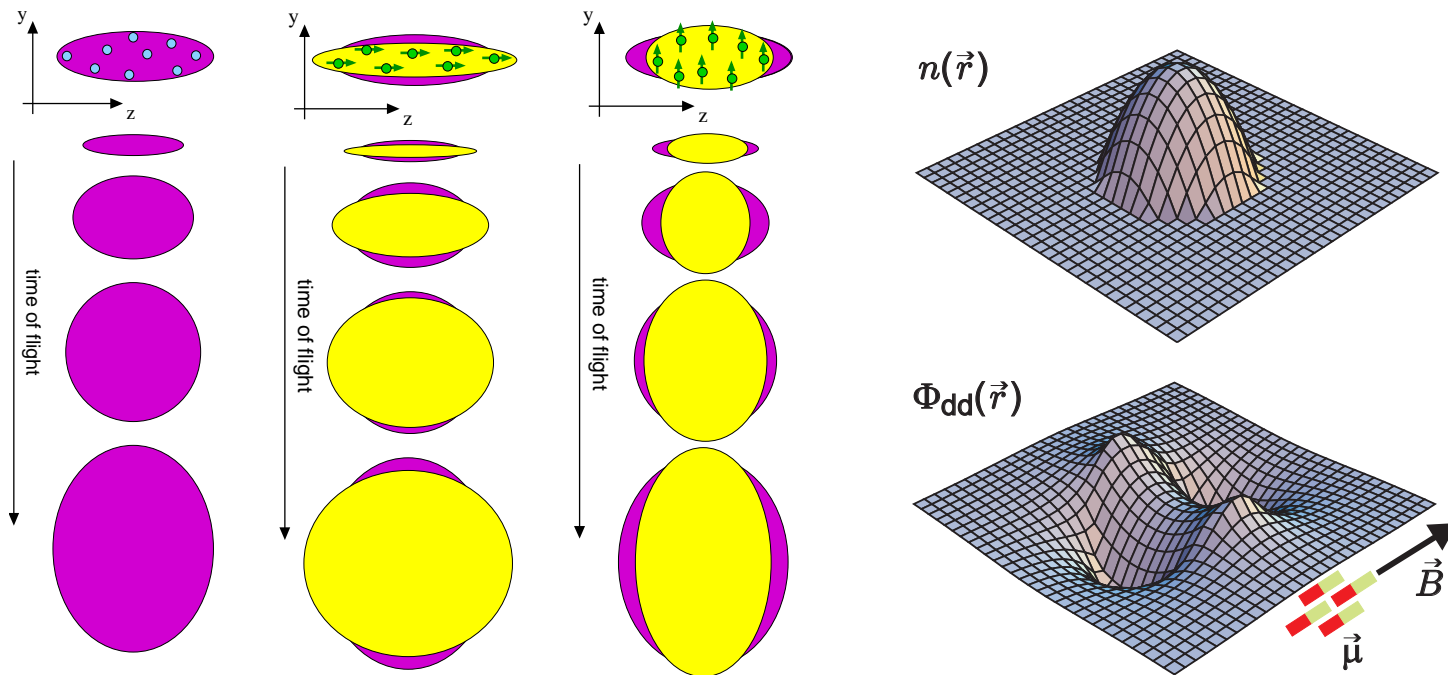 y
z
time of flight
y
z
time of flight
y
z
time of flight
n(r⃗)
Φdd(r⃗)
B⃗
μ⃗